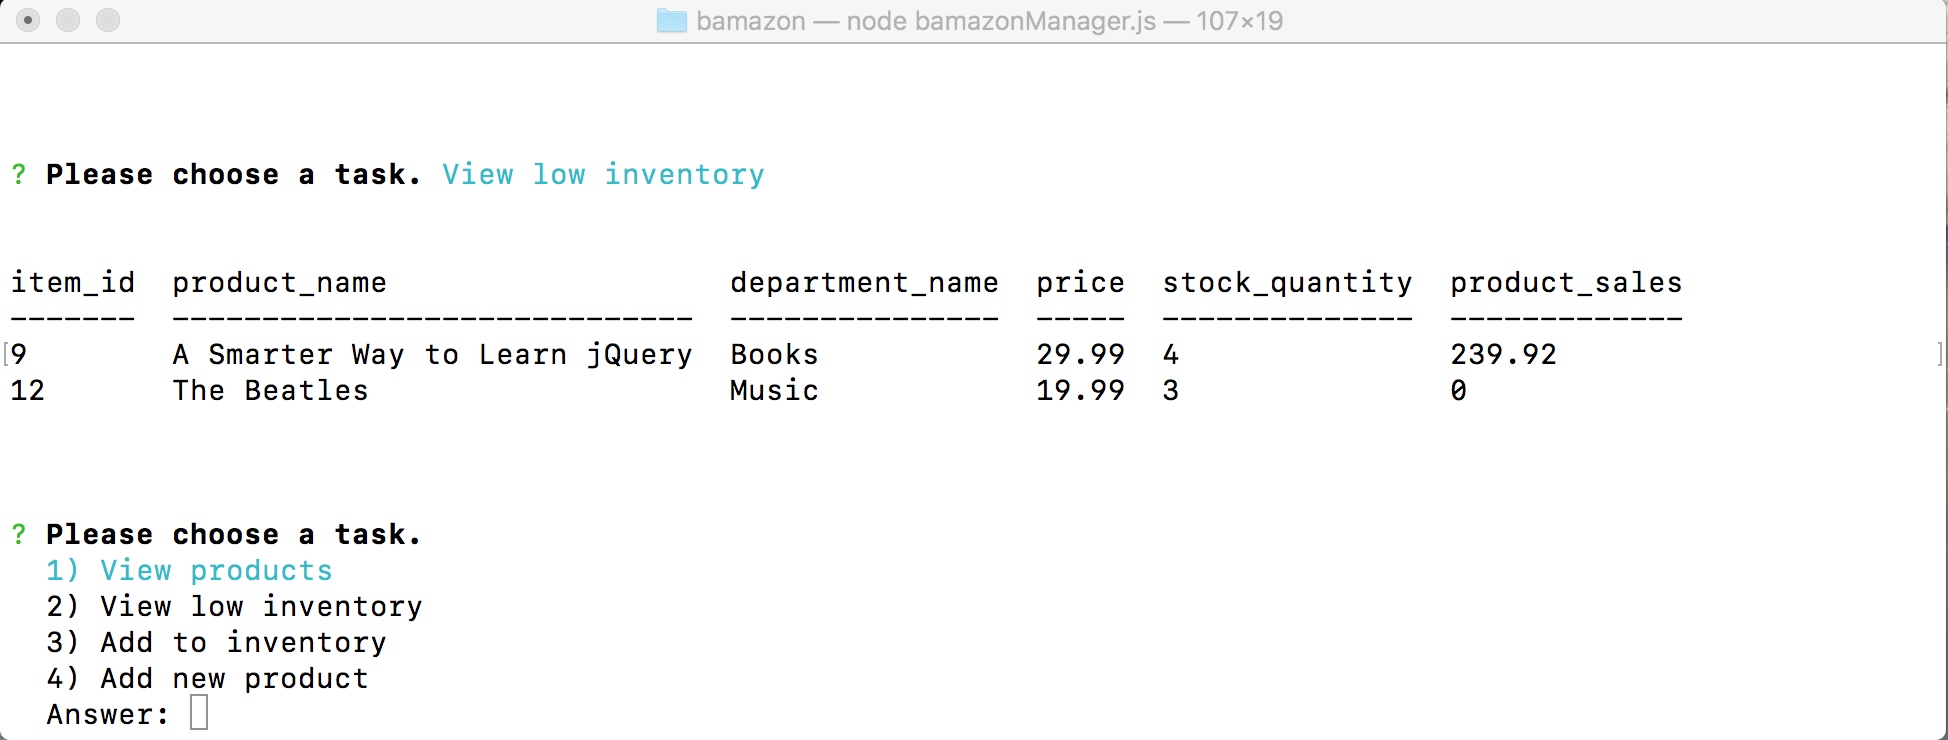 bamazon — node bamazonManager.js — 107×19
? Please choose a task. View low inventory
item_id  product_name                   department_name  price  stock_quantity  product_sales
-------  -----------------------------  ---------------  -----  --------------  -------------
9        A Smarter Way to Learn jQuery  Books            29.99  4               239.92
12       The Beatles                    Music            19.99  3               0
? Please choose a task.
1) View products
2) View low inventory
3) Add to inventory
4) Add new product
Answer: